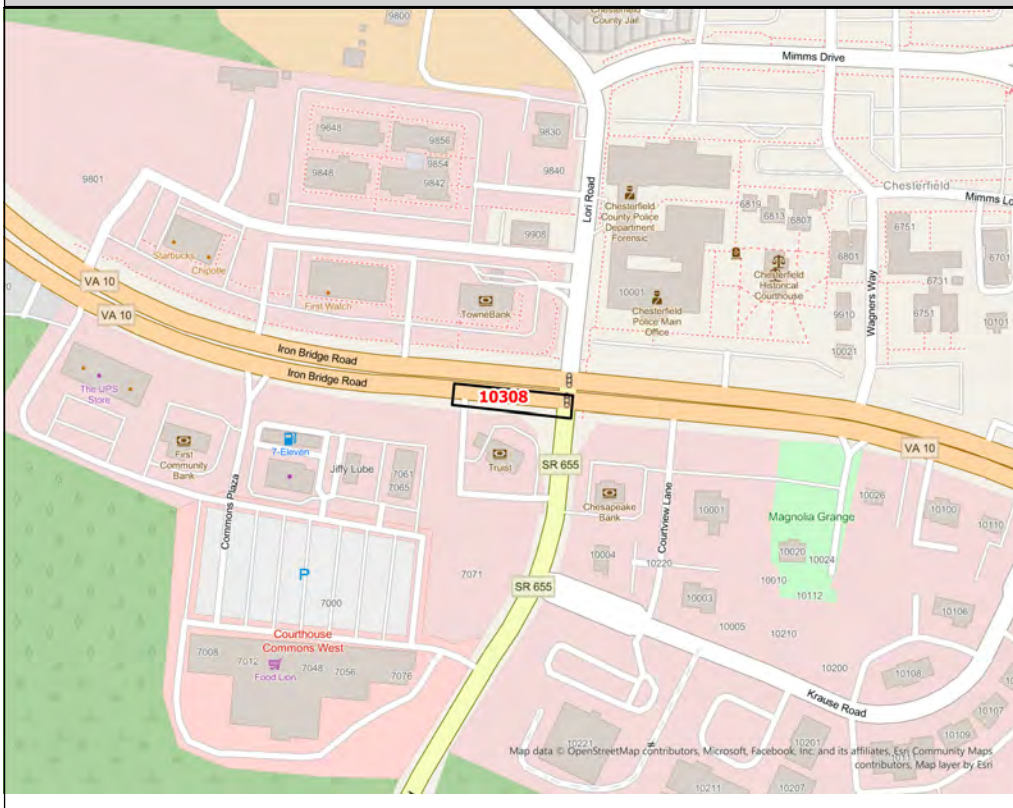 Chesterfield
County Jail
9800
Mimms Drive
9648
9856
9830
9854
9848
9842
9840
9801
Lori Road
Chesterfield
County Police
Department
Forensic
6819
6813
6807
Chesterfield
Mimms Lo
9908
Starbucks
Chipotle
First Watch
TowneBank
10001
Chesterfield
Police Main
Office
Chesterfield
Historical
Courthouse
6801
6751
6701
6731
6751
9910
10101
10021
Wagners Way
VA 10
VA 10
Iron Bridge Road
Iron Bridge Road
10308
VA 10
The UPS
Store
First
Community
Bank
7-Eleven
Jiffy Lube
7061
7065
Truist
SR 655
Chesapeake
Bank
Courtview Lane
10001
Magnolia Grange
10026
10100
10110
Commons Plaza
P
7000
7071
10004
10220
10020
10024
10010
10112
SR 655
10003
10005
10210
10106
Courthouse
Commons West
7008
7012
7048
7056
7076
Food Lion
10200
10108
Krause Road
10107
10109
10221
10201
10211
10207
Map data © OpenStreetMap contributors, Microsoft, Facebook, Inc. and its affiliates, Esri Community Maps
contributors, Map layer by Esri